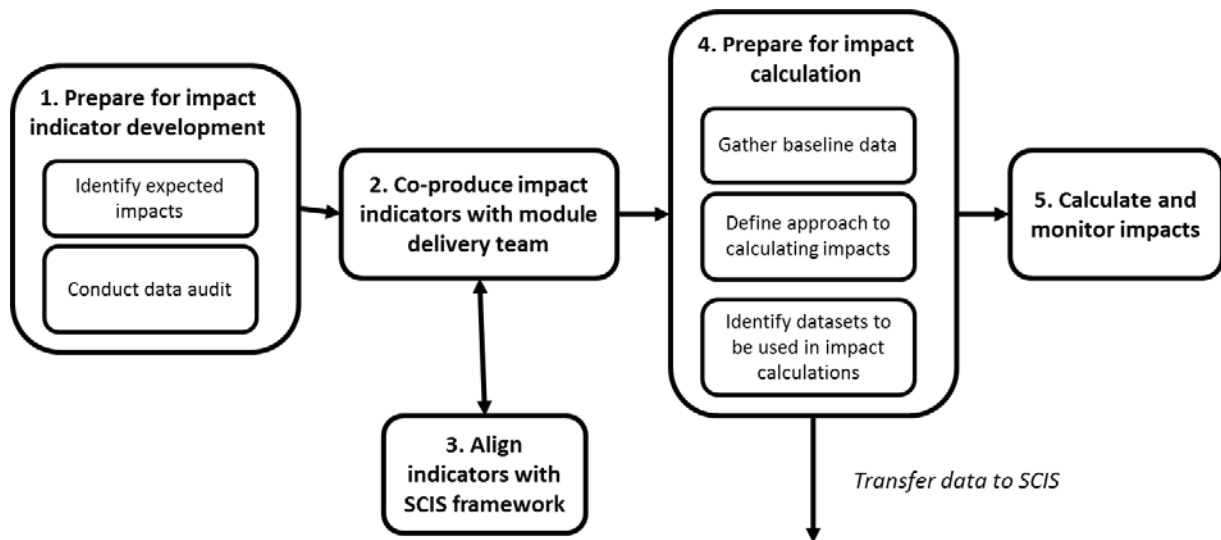 1. Prepare for impact
indicator development
Identify expected
impacts
Conduct data audit
2. Co-produce impact
indicators with module
delivery team
3. Align
indicators with
SCIS framework
4. Prepare for impact
calculation
Gather baseline data
Define approach to
calculating impacts
Identify datasets to
be used in impact
calculations
Transfer data to SCIS
5. Calculate and
monitor impacts